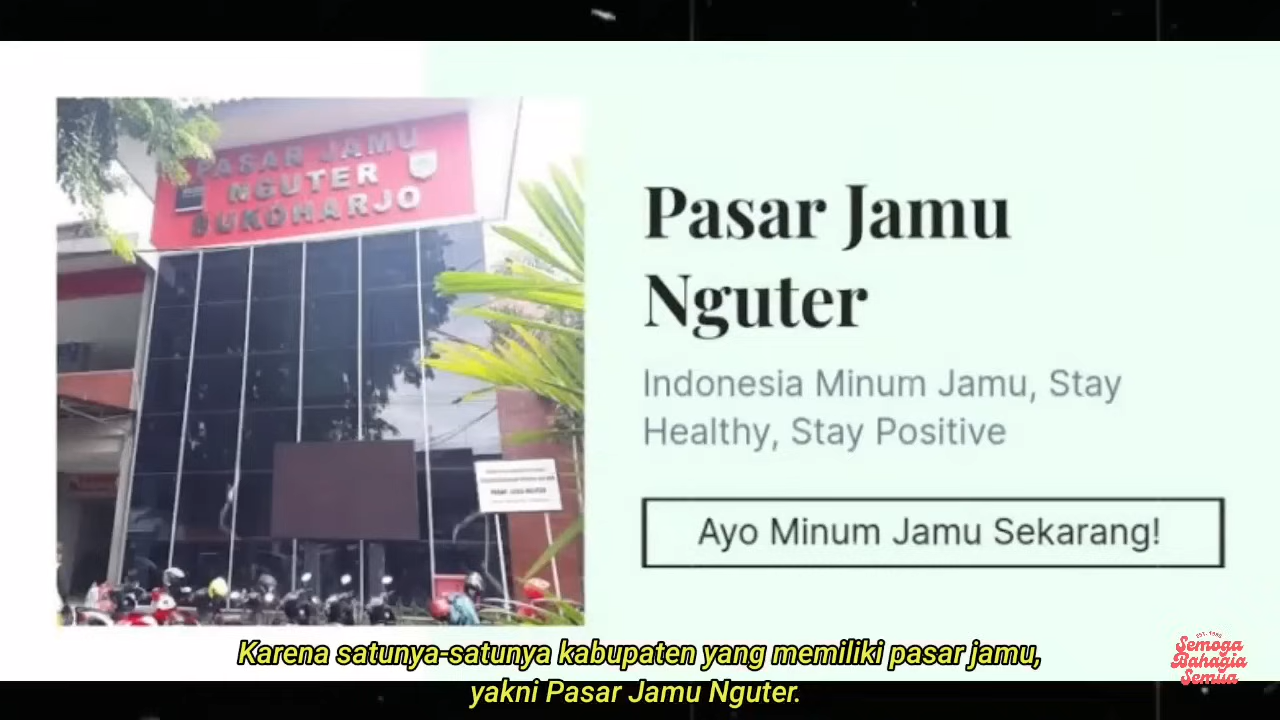 PASAR JAMU
NGUTER
SUKOHARJO
Pasar Jamu
Nguter
Indonesia Minum Jamu, Stay
Healthy, Stay Positive
Ayo Minum Jamu Sekarang!
Karena satunya-satunya kabupaten yang memiliki pasar jamu,
yakni Pasar Jamu Nguter.
Semoga
Bahagia
Semua